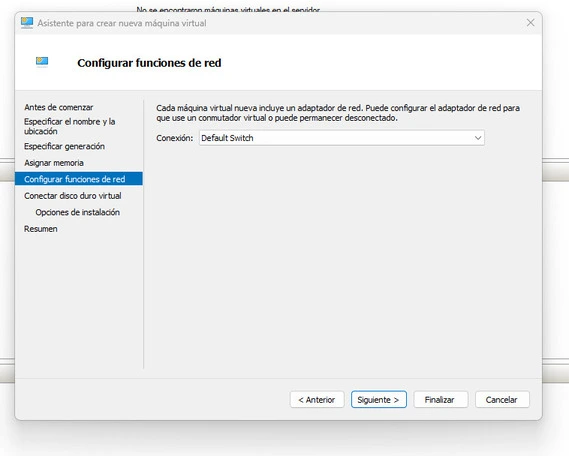 No se encontraron máquinas virtuales en el servidor
Asistente para crear nueva máquina virtual
Configurar funciones de red
Antes de comenzar
Especificar el nombre y la
ubicación
Especificar generación
Asignar memoria
Configurar funciones de red
Conectar disco duro virtual
Opciones de instalación
Resumen
Cada máquina virtual nueva incluye un adaptador de red. Puede configurar el adaptador de red para
que use un conmutador virtual o puede permanecer desconectado.
Conexión: Default Switch
< Anterior Siguiente > Finalizar Cancelar